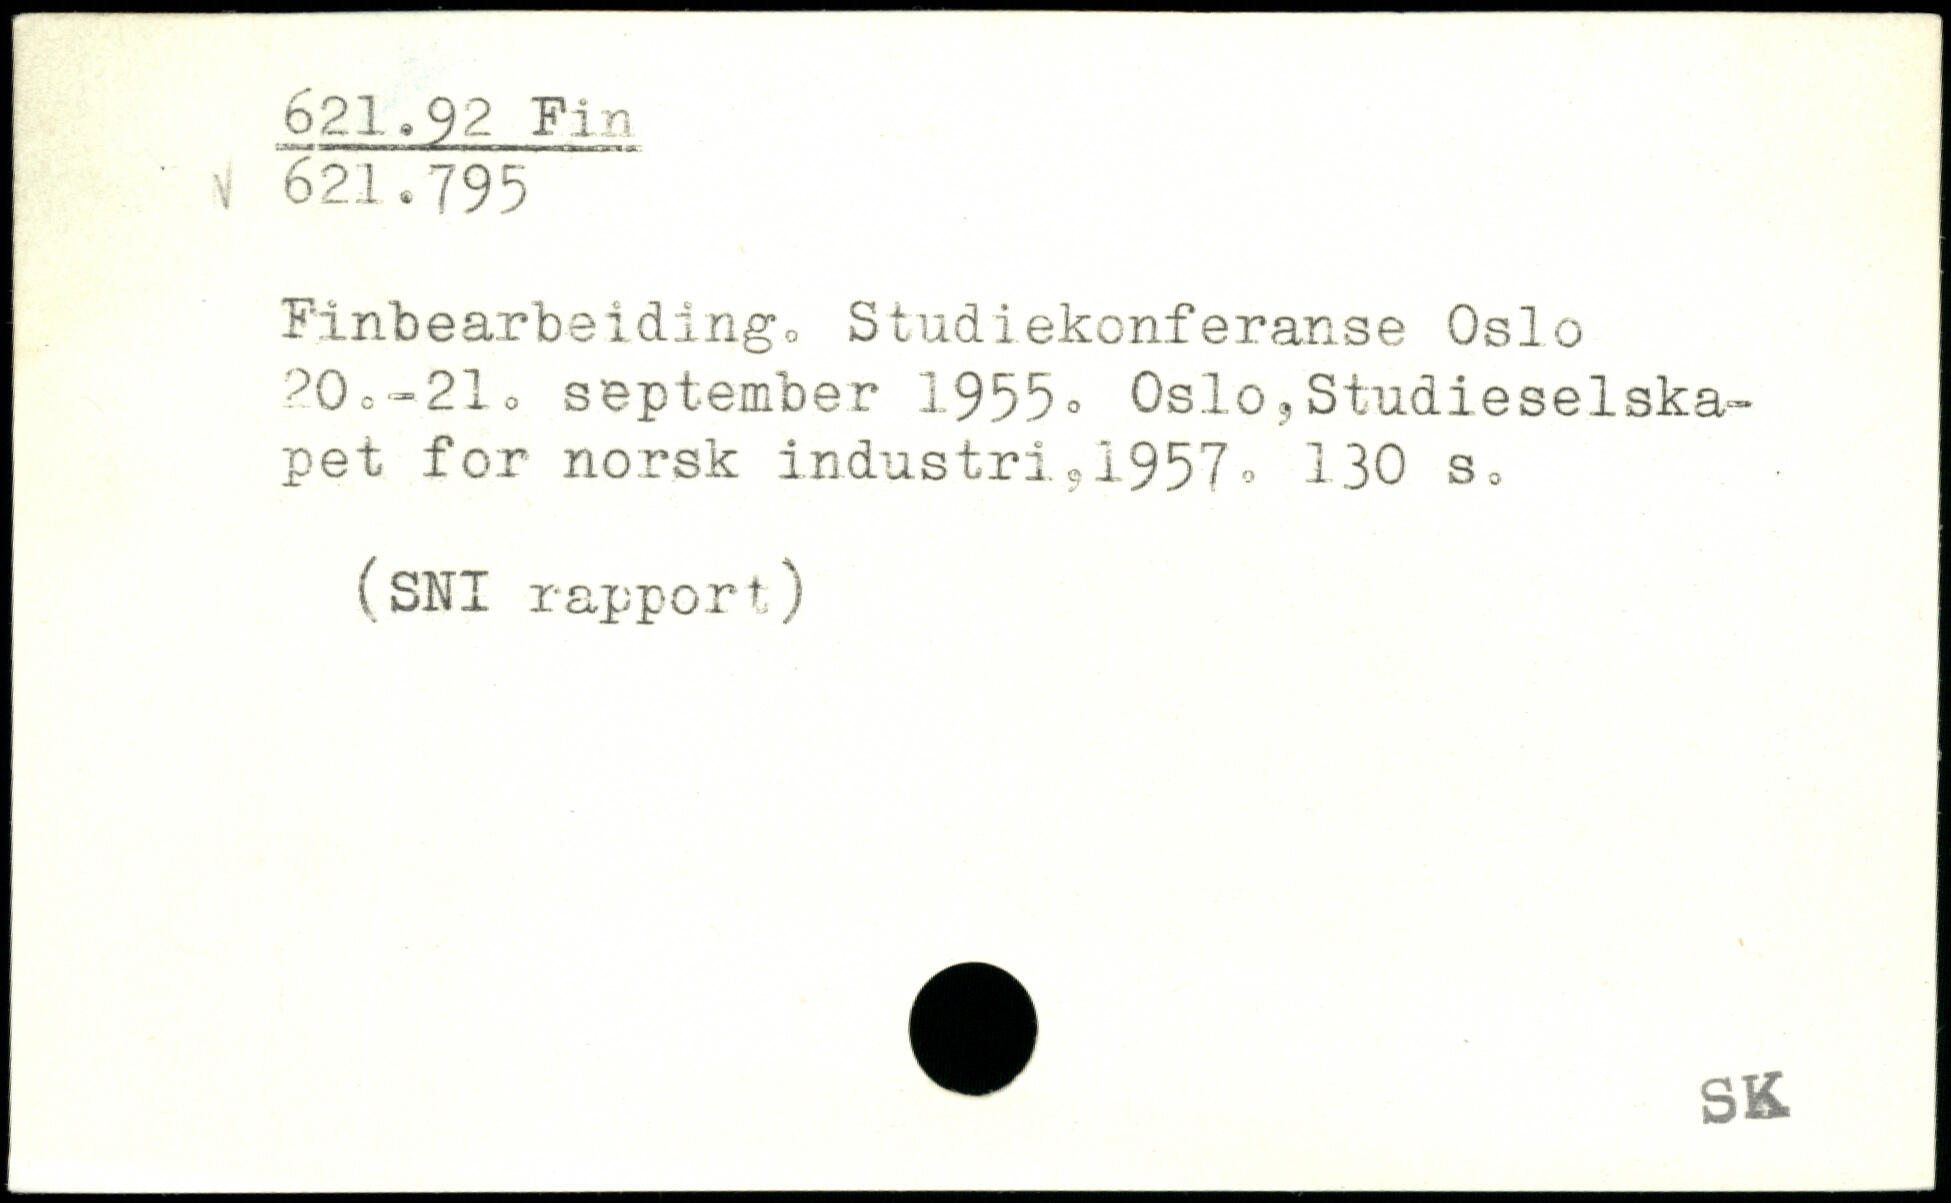 621.92 Fin
621.795
Finbearbeiding. Studiekonferanse Oslo
20.-21. september 1955. Oslo,Studieselska-
pet for norsk industri,1957. 130 s.
(SNI rapport)
SK